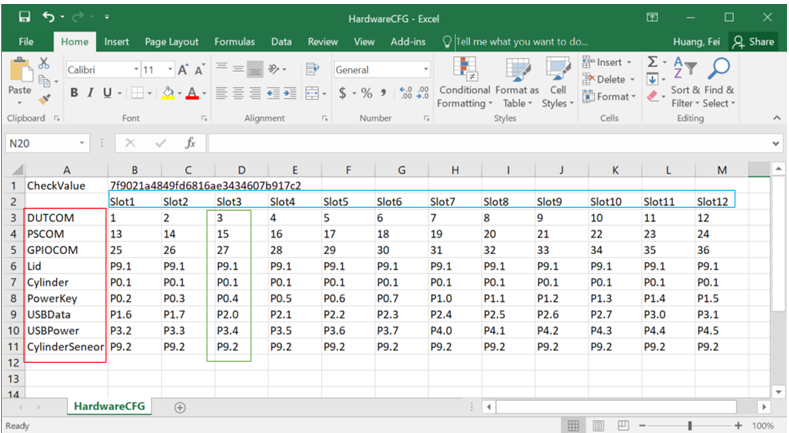 HardwareCFG - Excel
File Home Insert Page Layout Formulas Data Review View Add-ins Tell me what you want to do... Huang, Fei Share
Paste
Calibri 11 A A
B I U A
General
$ % , .0 .00 .00 .0
Conditional Formatting Format as Table Cell Styles
Insert
Delete
Format
Σ A Z
Sort & Filter Find & Select
Clipboard Font Alignment Number Styles Cells Editing
N20 fx
A B C D E F G H I J K L M
1 CheckValue 7f9021a4849fd6816ae3434607b917c2
2 Slot1 Slot2 Slot3 Slot4 Slot5 Slot6 Slot7 Slot8 Slot9 Slot10 Slot11 Slot12
3 DUTCOM 1 2 3 4 5 6 7 8 9 10 11 12
4 PSCOM 13 14 15 16 17 18 19 20 21 22 23 24
5 GPIOCOM 25 26 27 28 29 30 31 32 33 34 35 36
6 Lid P9.1 P9.1 P9.1 P9.1 P9.1 P9.1 P9.1 P9.1 P9.1 P9.1 P9.1 P9.1
7 Cylinder P0.1 P0.1 P0.1 P0.1 P0.1 P0.1 P0.1 P0.1 P0.1 P0.1 P0.1 P0.1
8 PowerKey P0.2 P0.3 P0.4 P0.5 P0.6 P0.7 P1.0 P1.1 P1.2 P1.3 P1.4 P1.5
9 USBData P1.6 P1.7 P2.0 P2.1 P2.2 P2.3 P2.4 P2.5 P2.6 P2.7 P3.0 P3.1
10 USBPower P3.2 P3.3 P3.4 P3.5 P3.6 P3.7 P4.0 P4.1 P4.2 P4.3 P4.4 P4.5
11 CylinderSeneor P9.2 P9.2 P9.2 P9.2 P9.2 P9.2 P9.2 P9.2 P9.2 P9.2 P9.2 P9.2
12
13
14
HardwareCFG
Ready 100%